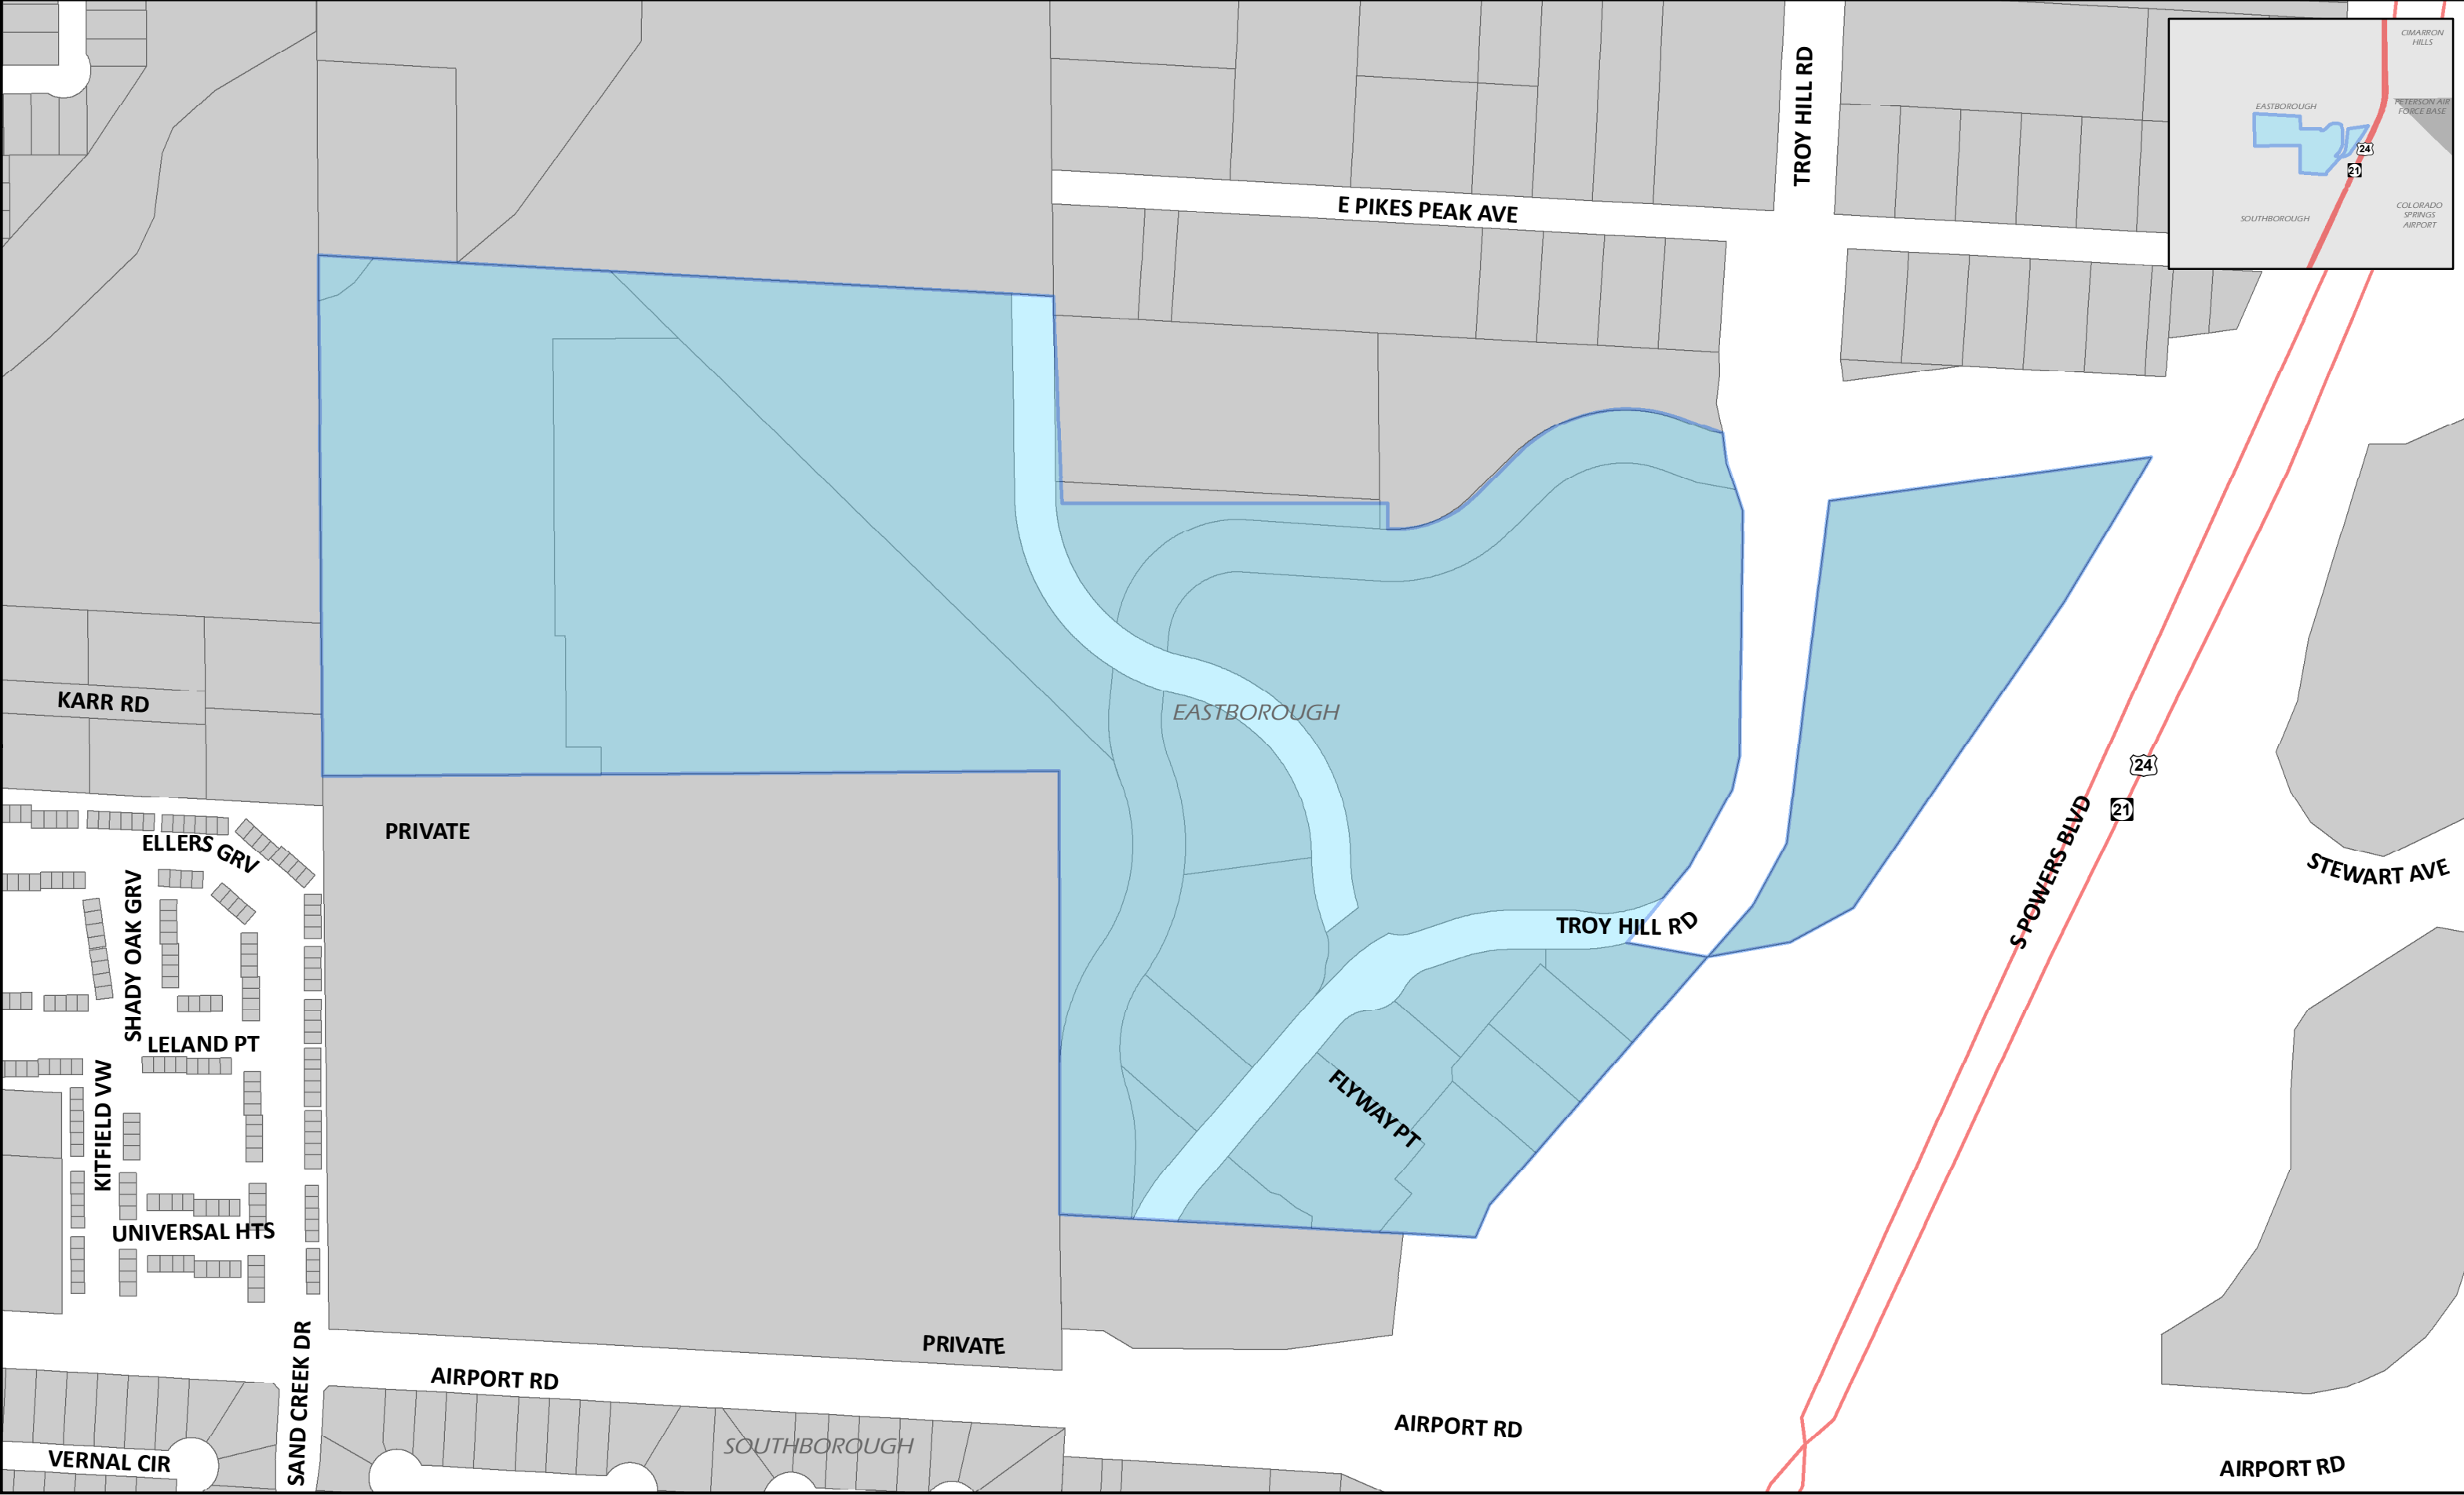 TROY HILL RD
E PIKES PEAK AVE
CIMARRON
HILLS
EASTBOROUGH
PETERSON AIR
FORCE BASE
24
21
SOUTHBOROUGH
COLORADO
SPRINGS
AIRPORT
KARR RD
EASTBOROUGH
24
21
S POWERS BLVD
STEWART AVE
PRIVATE
ELLERS GRV
SHADY OAK GRV
TROY HILL RD
LELAND PT
KITFIELD VW
FLYWAY PT
UNIVERSAL HTS
SAND CREEK DR
PRIVATE
AIRPORT RD
AIRPORT RD
SOUTHBOROUGH
VERNAL CIR
AIRPORT RD